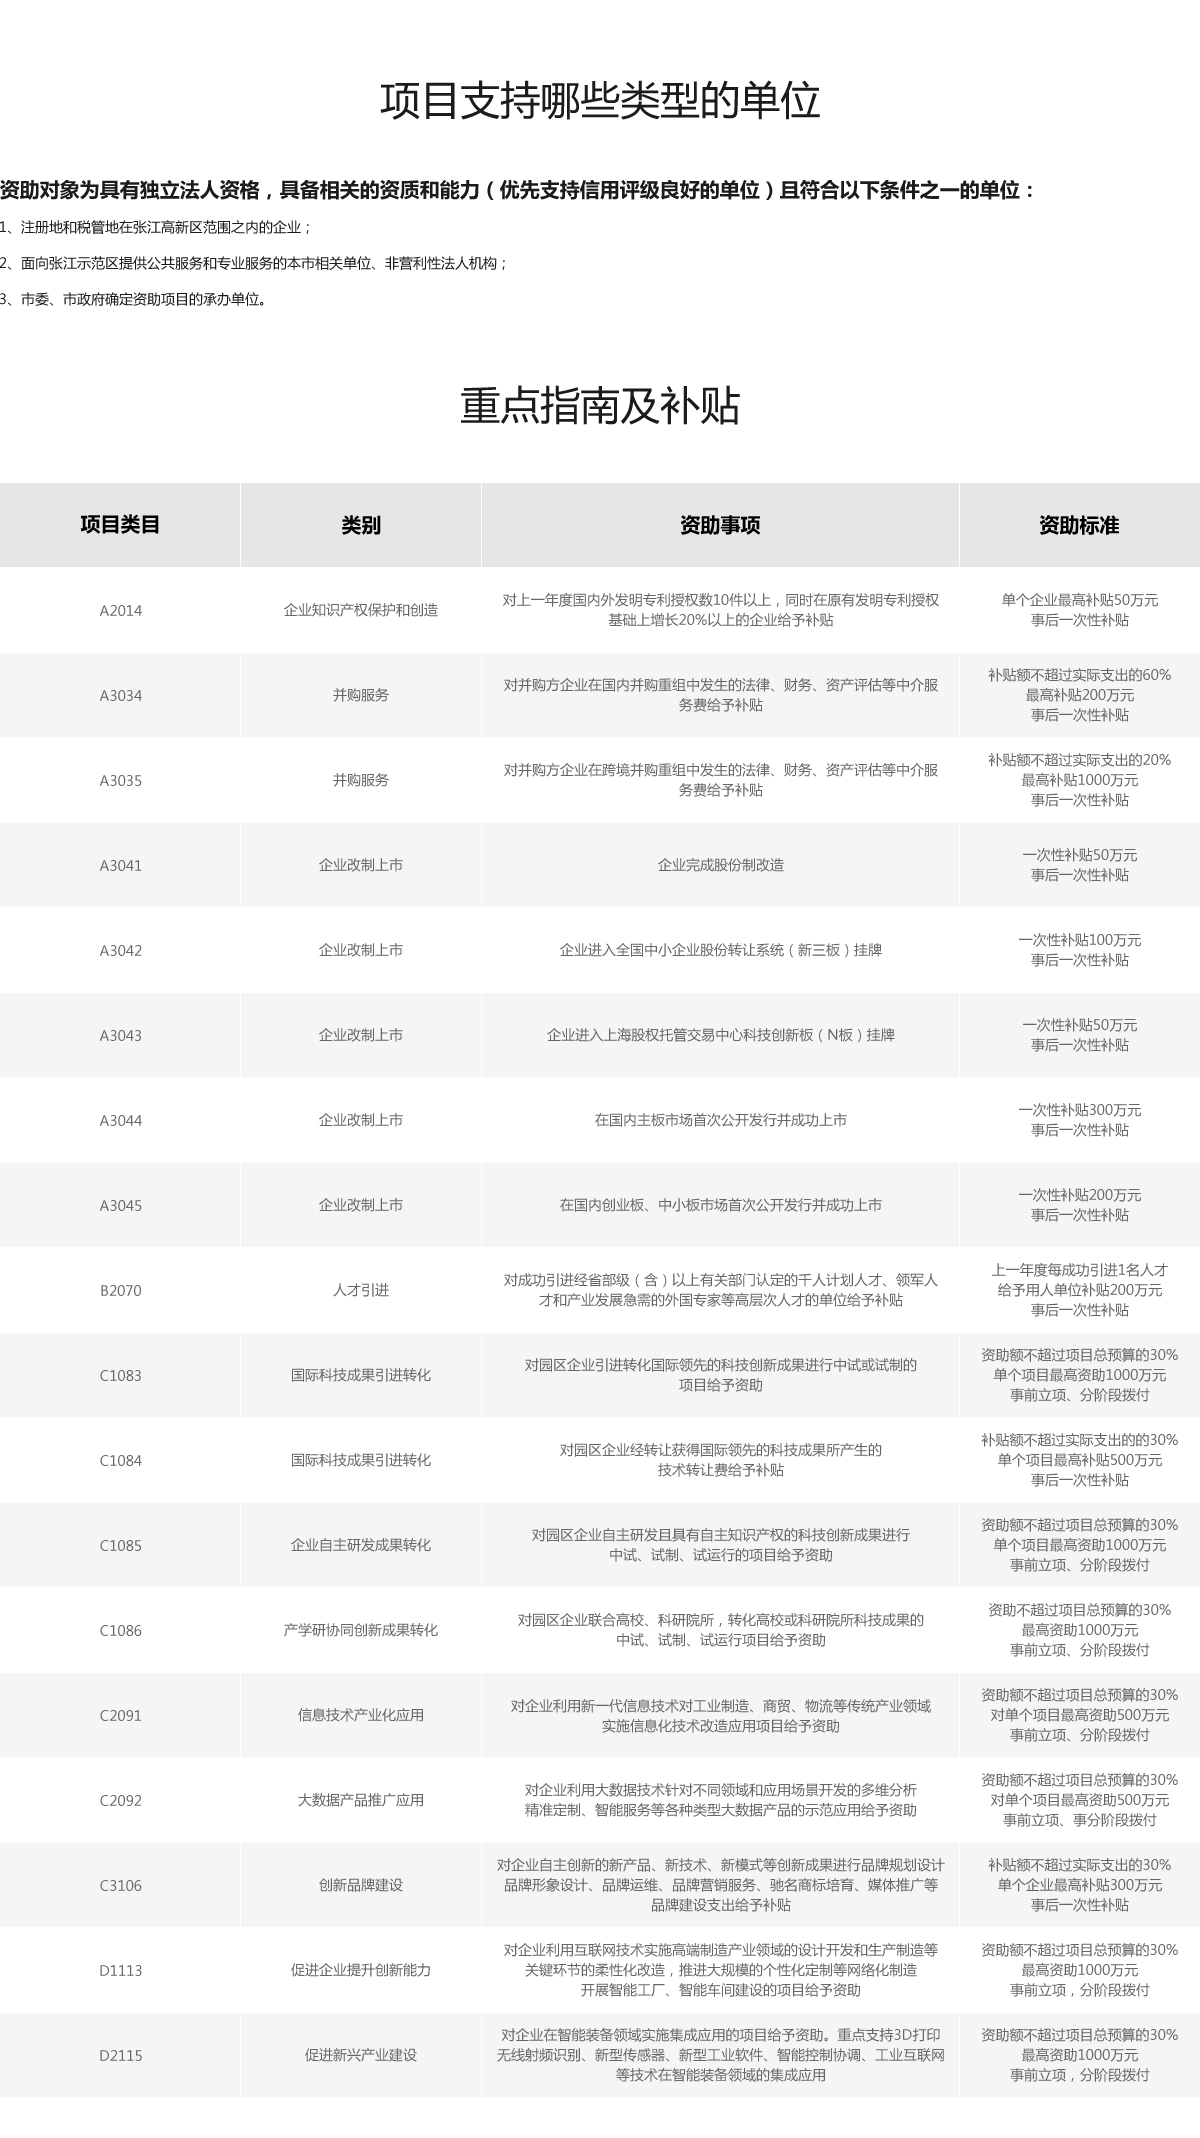 项目支持哪些类型的单位
资助对象为具有独立法人资格，具备相关的资质和能力（优先支持信用评级良好的单位）且符合以下条件之一的单位：
1、注册地和税管地在张江高新区范围之内的企业；
2、面向张江示范区提供公共服务和专业服务的本市相关单位、非营利性法人机构；
3、市委、市政府确定资助项目的承办单位。
重点指南及补贴
项目类目 类别 资助事项 资助标准
A2014
企业知识产权保护和创造
对上一年度国内外发明专利授权数10件以上，同时在原有发明专利授权
基础上增长20%以上的企业给予补贴
单个企业最高补贴50万元
事后一次性补贴
A3034
并购服务
对并购方企业在国内并购重组中发生的法律、财务、资产评估等中介服
务费给予补贴
补贴额不超过实际支出的60%
最高补贴200万元
事后一次性补贴
A3035
并购服务
对并购方企业在跨境并购重组中发生的法律、财务、资产评估等中介服
务费给予补贴
补贴额不超过实际支出的20%
最高补贴1000万元
事后一次性补贴
A3041
企业改制上市
企业完成股份制改造
一次性补贴50万元
事后一次性补贴
A3042
企业改制上市
企业进入全国中小企业股份转让系统（新三板）挂牌
一次性补贴100万元
事后一次性补贴
A3043
企业改制上市
企业进入上海股权托管交易中心科技创新板（N板）挂牌
一次性补贴50万元
事后一次性补贴
A3044
企业改制上市
在国内主板市场首次公开发行并成功上市
一次性补贴300万元
事后一次性补贴
A3045
企业改制上市
在国内创业板、中小板市场首次公开发行并成功上市
一次性补贴200万元
事后一次性补贴
B2070
人才引进
对成功引进经省部级（含）以上有关部门认定的千人计划人才、领军人
才和产业发展急需的外国专家等高层次人才的单位给予补贴
上一年度每成功引进1名人才
给予用人单位补贴200万元
事后一次性补贴
C1083
国际科技成果引进转化
对园区企业引进转化国际领先的科技创新成果进行中试或试制的
项目给予资助
资助额不超过项目总预算的30%
单个项目最高资助1000万元
事前立项、分阶段拨付
C1084
国际科技成果引进转化
对园区企业经转让获得国际领先的科技成果所产生的
技术转让费给予补贴
补贴额不超过实际支出的的30%
单个项目最高补贴500万元
事后一次性补贴
C1085
企业自主研发成果转化
对园区企业自主研发且具有自主知识产权的科技创新成果进行
中试、试制、试运行的项目给予资助
资助额不超过项目总预算的30%
单个项目最高资助1000万元
事前立项、分阶段拨付
C1086
产学研协同创新成果转化
对园区企业联合高校、科研院所，转化高校或科研院所科技成果的
中试、试制、试运行项目给予资助
资助不超过项目总预算的30%
最高资助1000万元
事前立项、分阶段拨付
C2091
信息技术产业化应用
对企业利用新一代信息技术对工业制造、商贸、物流等传统产业领域
实施信息化技术改造应用项目给予资助
资助额不超过项目总预算的30%
对单个项目最高资助500万元
事前立项、分阶段拨付
C2092
大数据产品推广应用
对企业利用大数据技术针对不同领域和应用场景开发的多维分析
精准定制、智能服务等各种类型大数据产品的示范应用给予资助
资助额不超过项目总预算的30%
对单个项目最高资助500万元
事前立项、事分阶段拨付
C3106
创新品牌建设
对企业自主创新的新产品、新技术、新模式等创新成果进行品牌规划设计
品牌形象设计、品牌运维、品牌营销服务、驰名商标培育、媒体推广等
品牌建设支出给予补贴
补贴额不超过实际支出的30%
单个企业最高补贴300万元
事后一次性补贴
D1113
促进企业提升创新能力
对企业利用互联网技术实施高端制造产业领域的设计开发和生产制造等
关键环节的柔性化改造，推进大规模的个性化定制等网络化制造
开展智能工厂、智能车间建设的项目给予资助
资助额不超过项目总预算的30%
最高资助1000万元
事前立项，分阶段拨付
D2115
促进新兴产业建设
对企业在智能装备领域实施集成应用的项目给予资助。重点支持3D打印
无线射频识别、新型传感器、新型工业软件、智能控制协调、工业互联网
等技术在智能装备领域的集成应用
资助额不超过项目总预算的30%
最高资助1000万元
事前立项，分阶段拨付